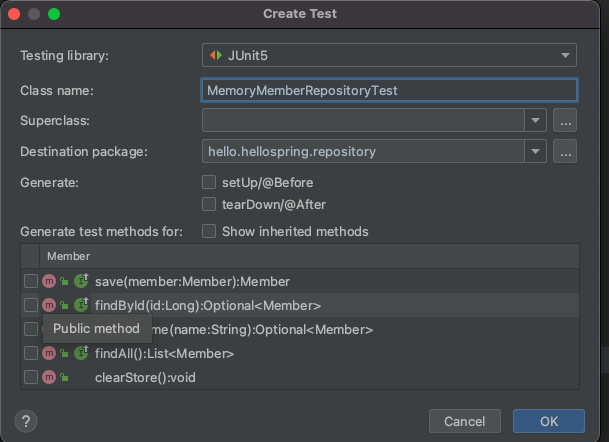 Create Test
Testing library: JUnit5
Class name: MemoryMemberRepositoryTest
Superclass: ...
Destination package: hello.hellospring.repository ...
Generate: setUp/@Before
tearDown/@After
Generate test methods for: Show inherited methods
Member
m I save(member:Member):Member
m I findById(id:Long):Optional<Member>
Public method me(name:String):Optional<Member>
m I findAll():List<Member>
m clearStore():void
? Cancel OK